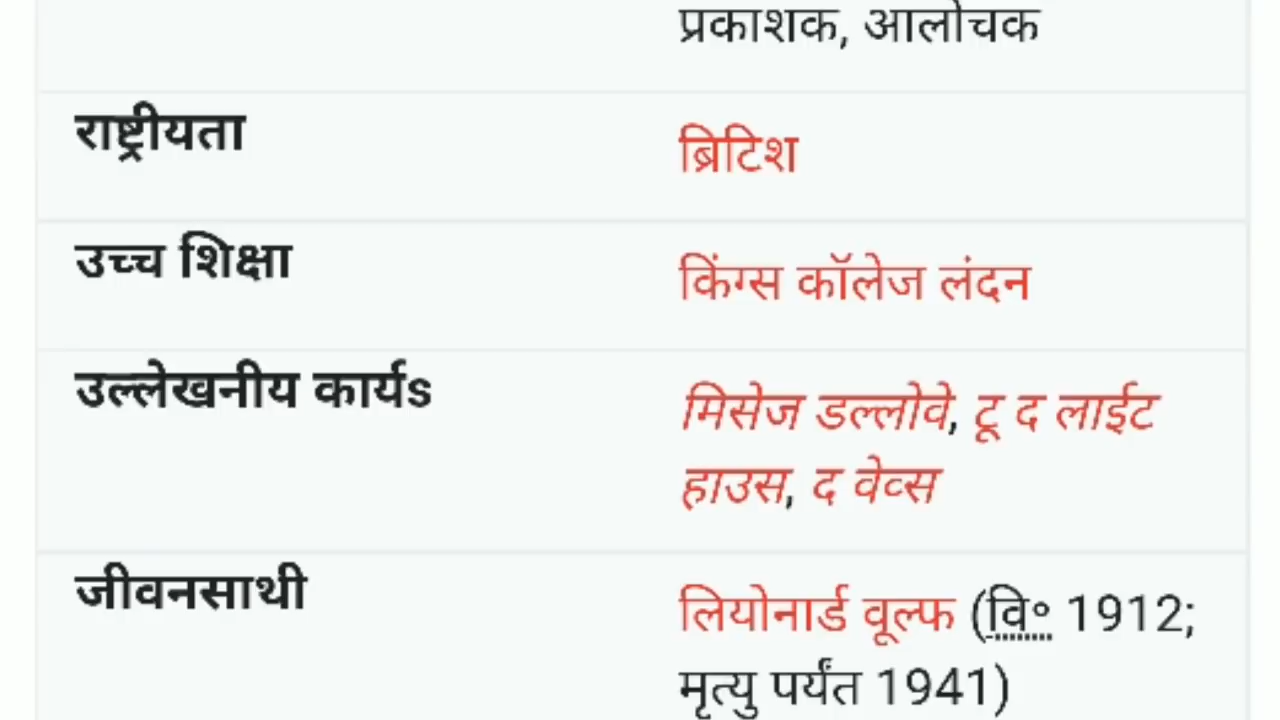 प्रकाशक, आलोचक
राष्ट्रीयता ब्रिटिश
उच्च शिक्षा किंग्स कॉलेज लंदन
उल्लेखनीय कार्यs मिसेज डल्लोवे, टू द लाईट
हाउस, द वेव्स
जीवनसाथी लियोनार्ड वूल्फ (वि॰ 1912;
मृत्यु पर्यंत 1941)